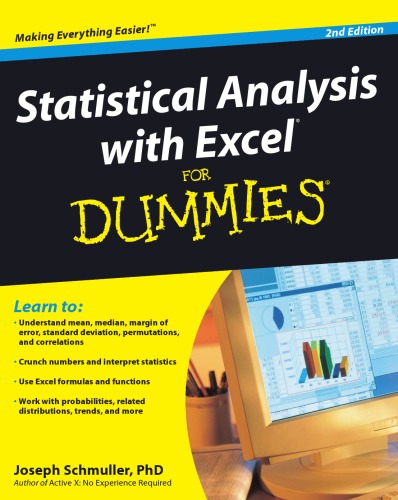 Making Everything Easier!™
2nd Edition
Statistical Analysis
with Excel®
FOR
DUMMIES®
Learn to:
• Understand mean, median, margin of
error, standard deviation, permutations,
and correlations
• Crunch numbers and interpret statistics
• Use Excel formulas and functions
• Work with probabilities, related
distributions, trends, and more
Joseph Schmuller, PhD
Author of Active X: No Experience Required